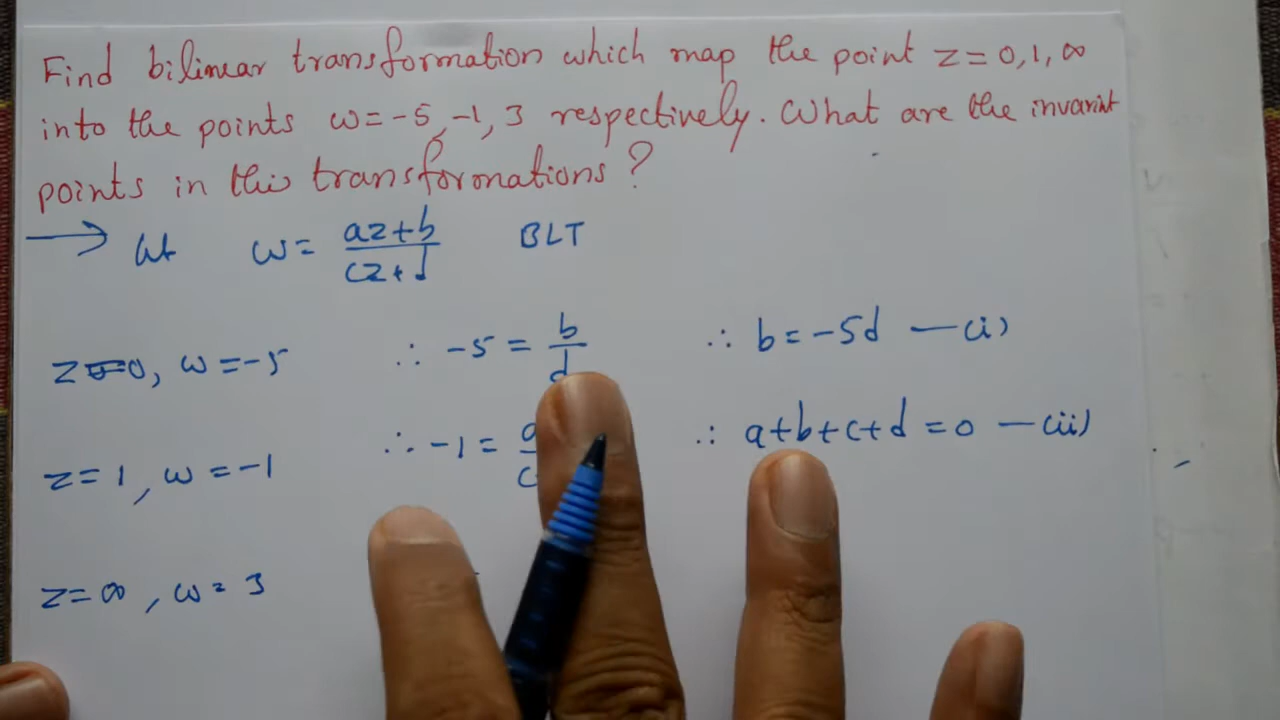 Find bilinear transformation which map the point z=0,1,∞
into the points w=-5,-1,3 respectively. What are the invarint
points in this transformations?
→ Let w = (az+b)/(cz+d) BLT
z=0, w=-5 ∴ -5 = b/d ∴ b=-5d —(i)
z=1, w=-1 ∴ -1 = ∴ a+b+c+d=0 —(ii)
z=∞, w=3